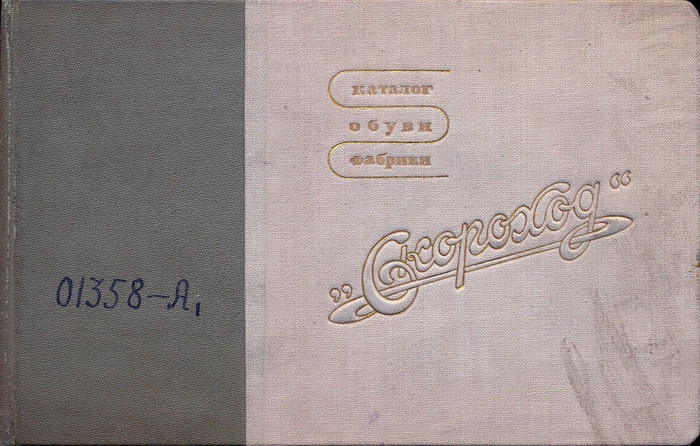 каталог
обуви
фабрики
„Скороход“
01358-А,